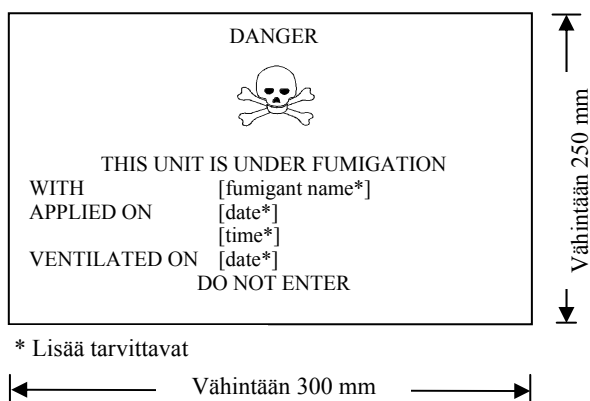 DANGER
THIS UNIT IS UNDER FUMIGATION
WITH [fumigant name*]
APPLIED ON [date*]
[time*]
VENTILATED ON [date*]
DO NOT ENTER
Vähintään 250 mm
* Lisää tarvittavat
Vähintään 300 mm